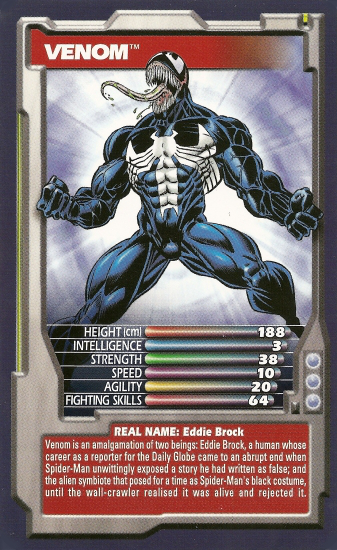 VENOM™
HEIGHT (cm) 188
INTELLIGENCE 3
STRENGTH 38
SPEED 10
AGILITY 20
FIGHTING SKILLS 64
REAL NAME: Eddie Brock
Venom is an amalgamation of two beings: Eddie Brock, a human whose
career as a reporter for the Daily Globe came to an abrupt end when
Spider-Man unwittingly exposed a story he had written as false; and
the alien symbiote that posed for a time as Spider-Man's black costume,
until the wall-crawler realised it was alive and rejected it.